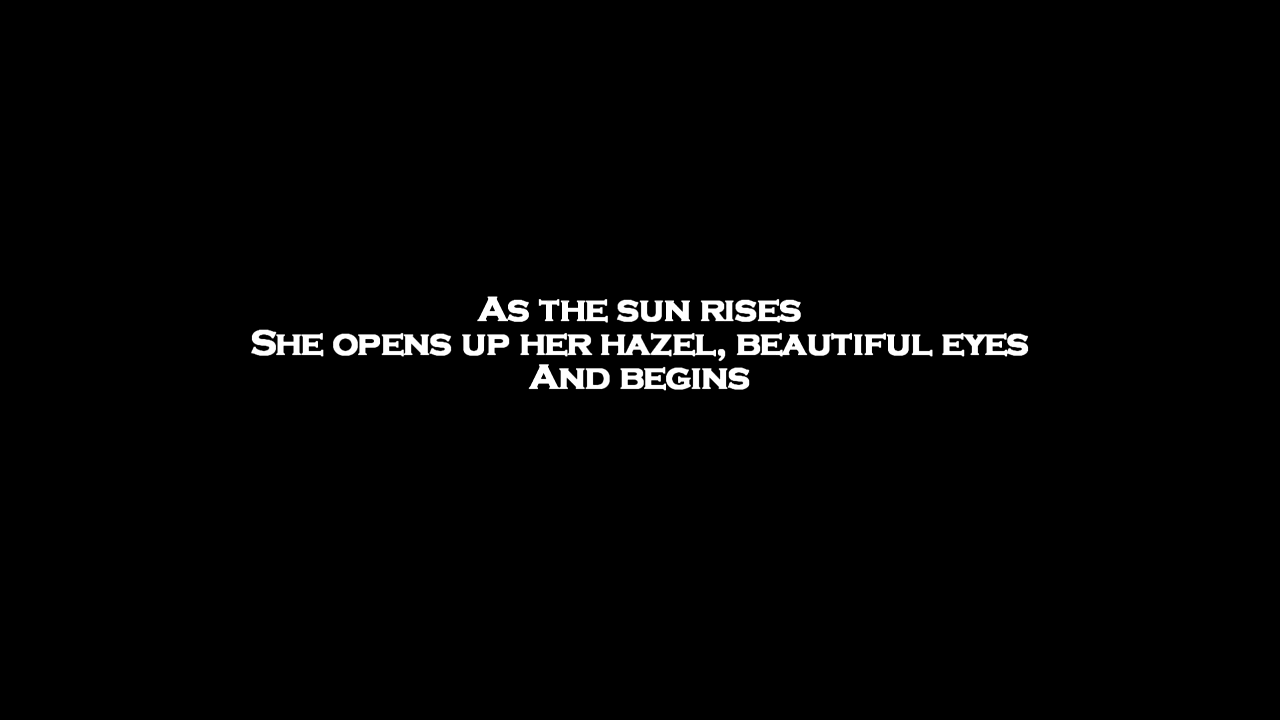 As the sun rises
She opens up her hazel, beautiful eyes
And begins